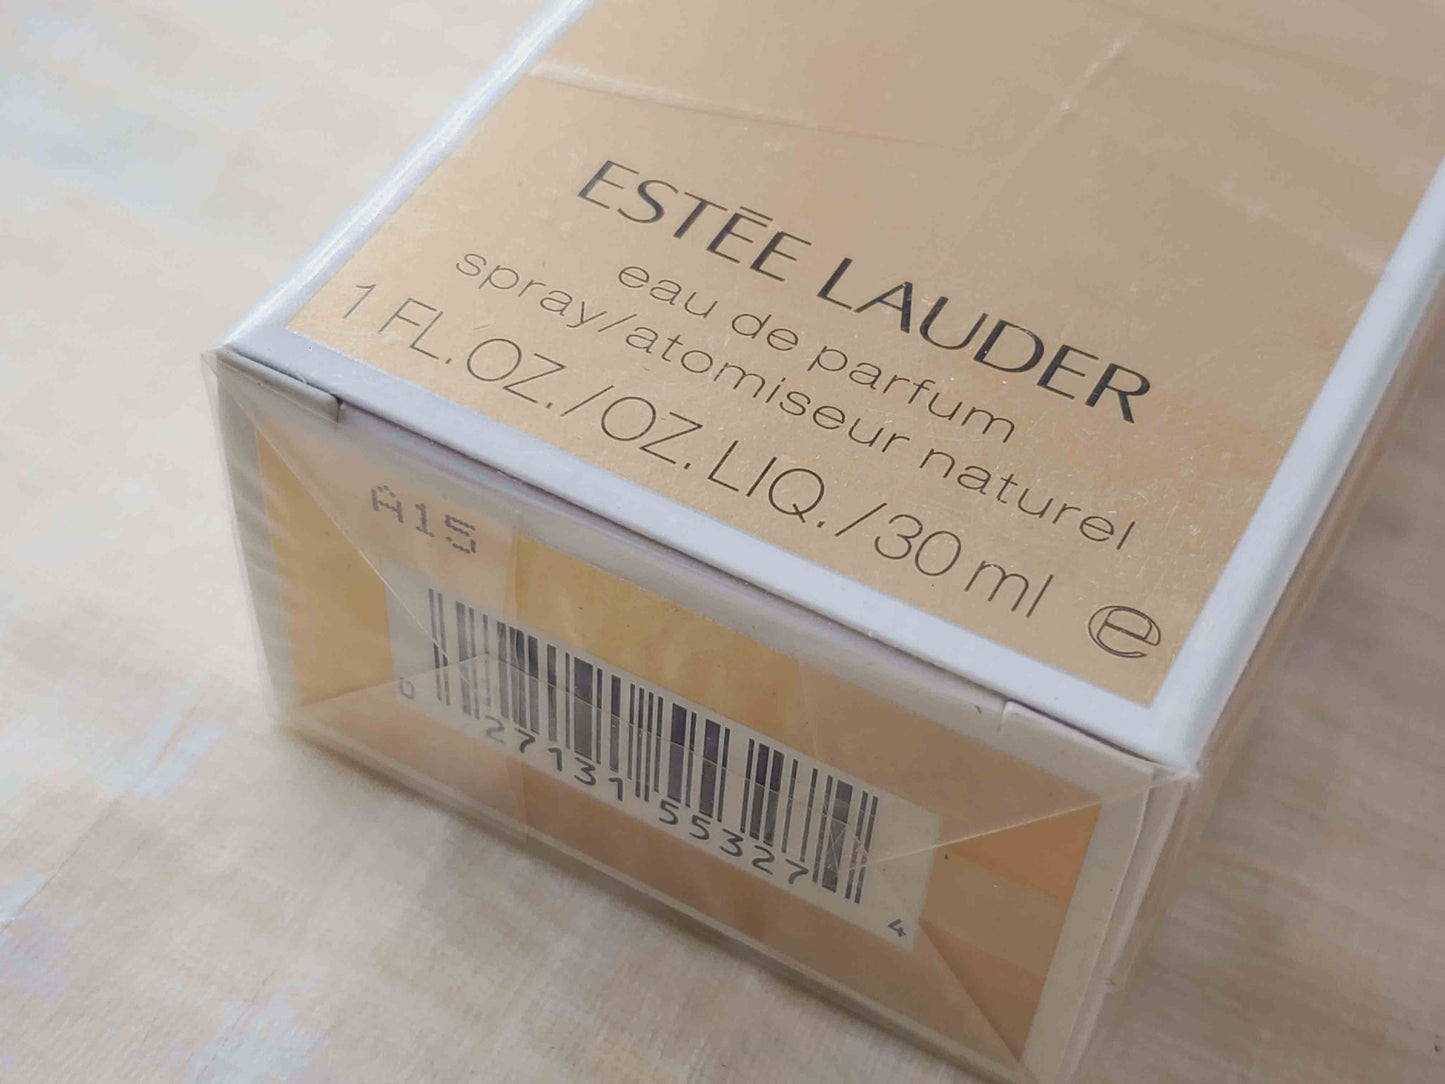 ESTĒE LAUDER
eau de parfum
spray/atomiseur naturel
1 FL. OZ./OZ. LIQ./30 ml ℮
A15
0 27131 55327 4